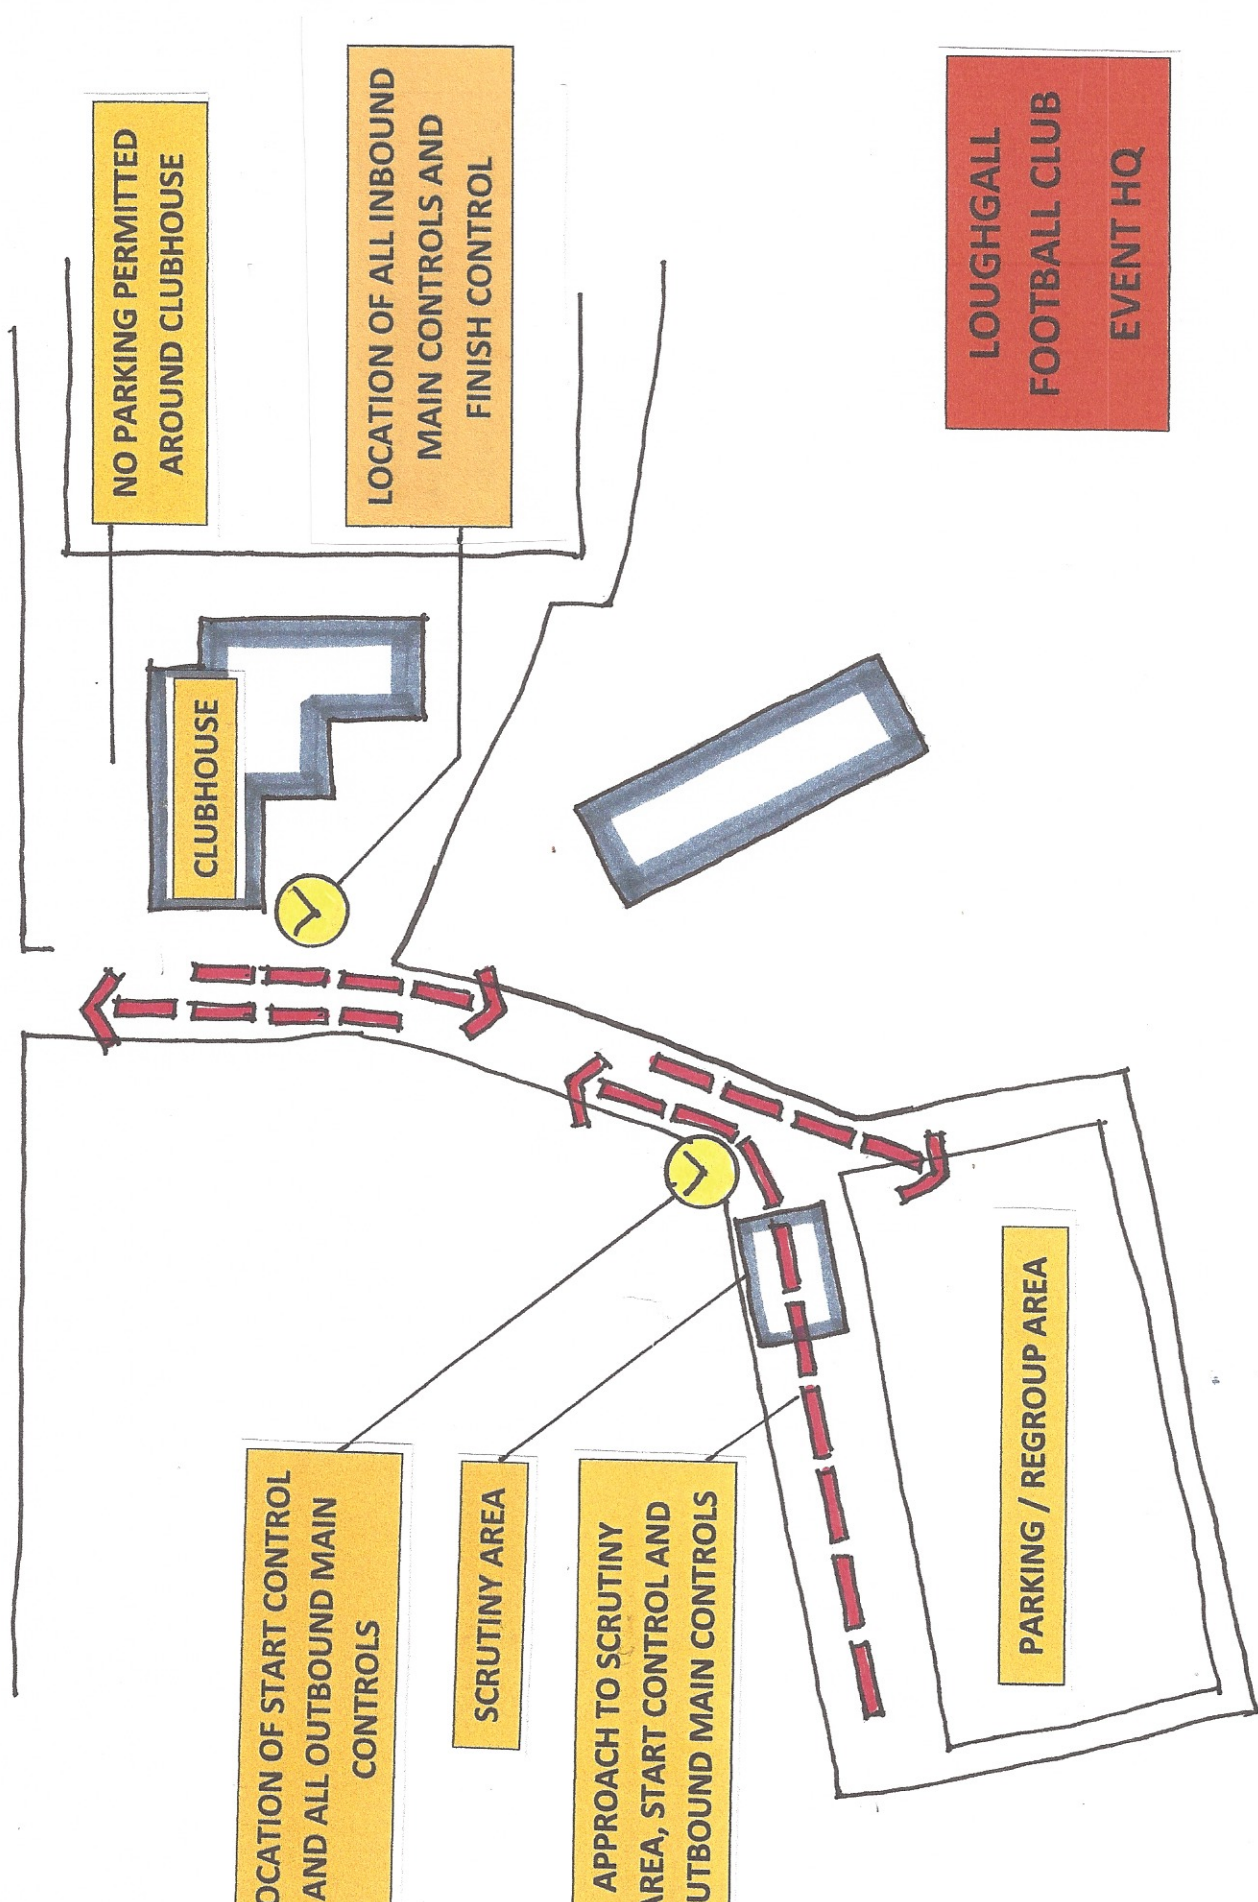 NO PARKING PERMITTED
AROUND CLUBHOUSE
CLUBHOUSE
OCATION OF START CONTROL
AND ALL OUTBOUND MAIN
CONTROLS
LOCATION OF ALL INBOUND
MAIN CONTROLS AND
FINISH CONTROL
SCRUTINY AREA
APPROACH TO SCRUTINY
AREA, START CONTROL AND
UTBOUND MAIN CONTROLS
PARKING / REGROUP AREA
LOUGHGALL
FOOTBALL CLUB
EVENT HQ